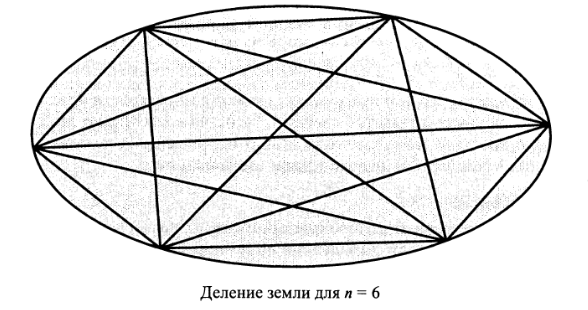 Деление земли для n = 6